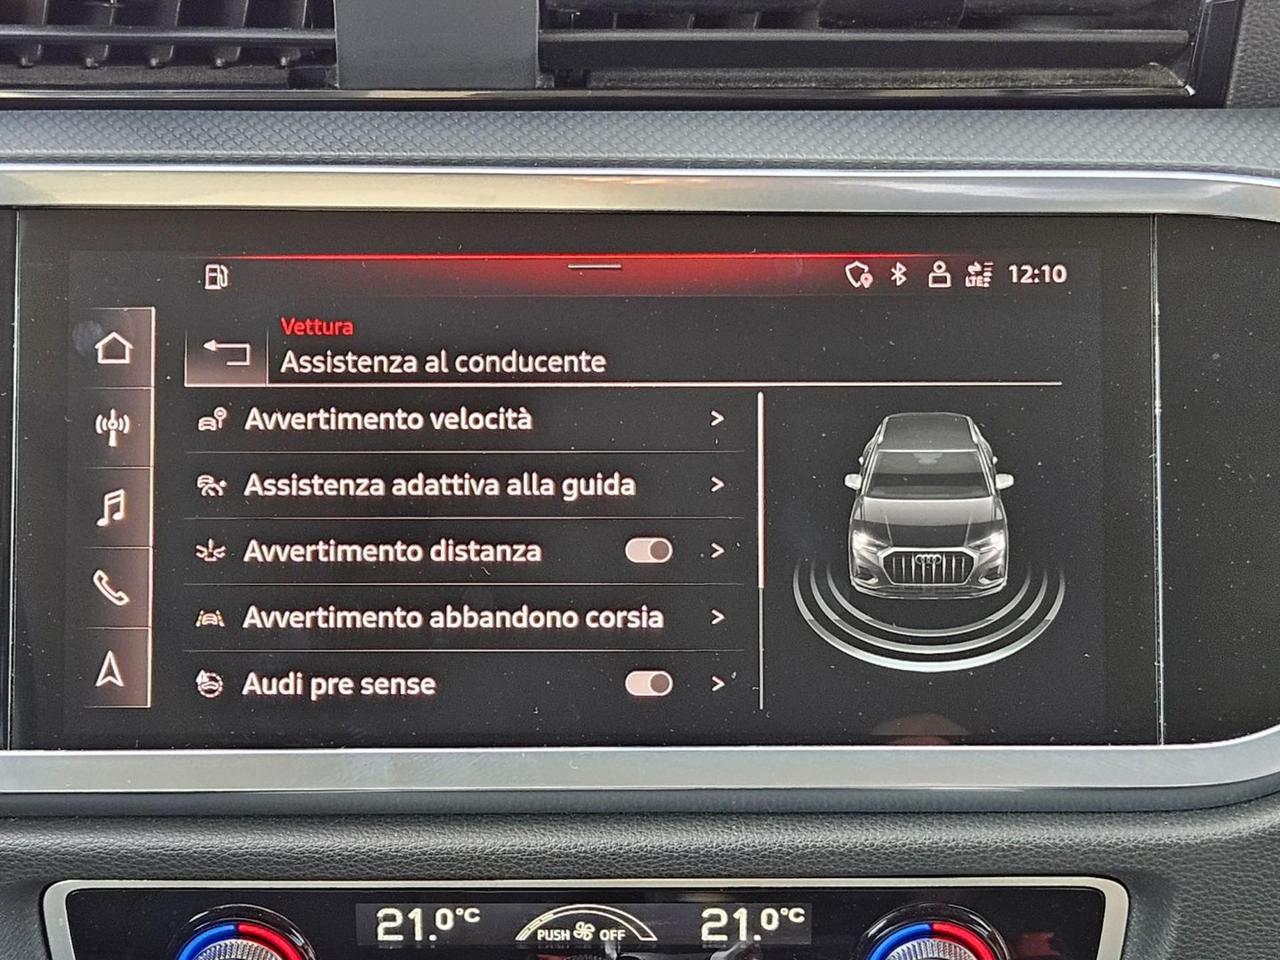 LTE
12:10
Vettura
Assistenza al conducente
Avvertimento velocità
Assistenza adattiva alla guida
Avvertimento distanza
Avvertimento abbandono corsia
Audi pre sense
21.0°C
PUSH OFF
21.0°C